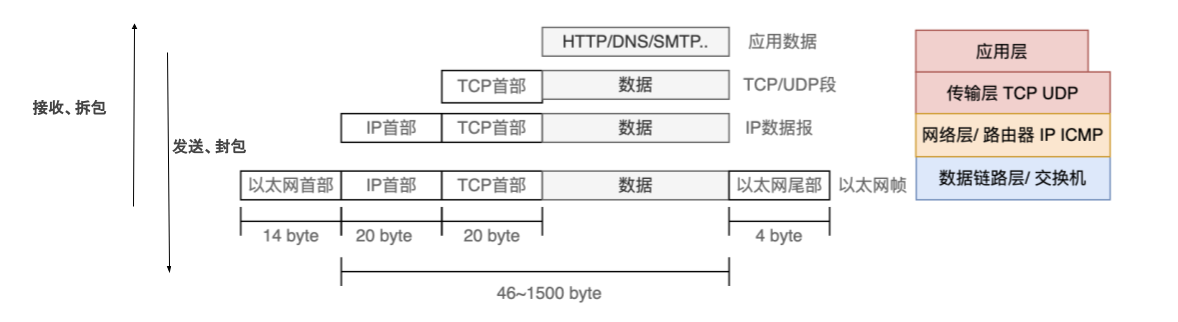 HTTP/DNS/SMTP..
应用数据
应用层
TCP首部
数据
TCP/UDP段
传输层 TCP UDP
接收、拆包
IP首部
TCP首部
数据
IP数据报
网络层/ 路由器 IP ICMP
发送、封包
以太网首部
IP首部
TCP首部
数据
以太网尾部
以太网帧
数据链路层/ 交换机
14 byte
20 byte
20 byte
4 byte
46~1500 byte